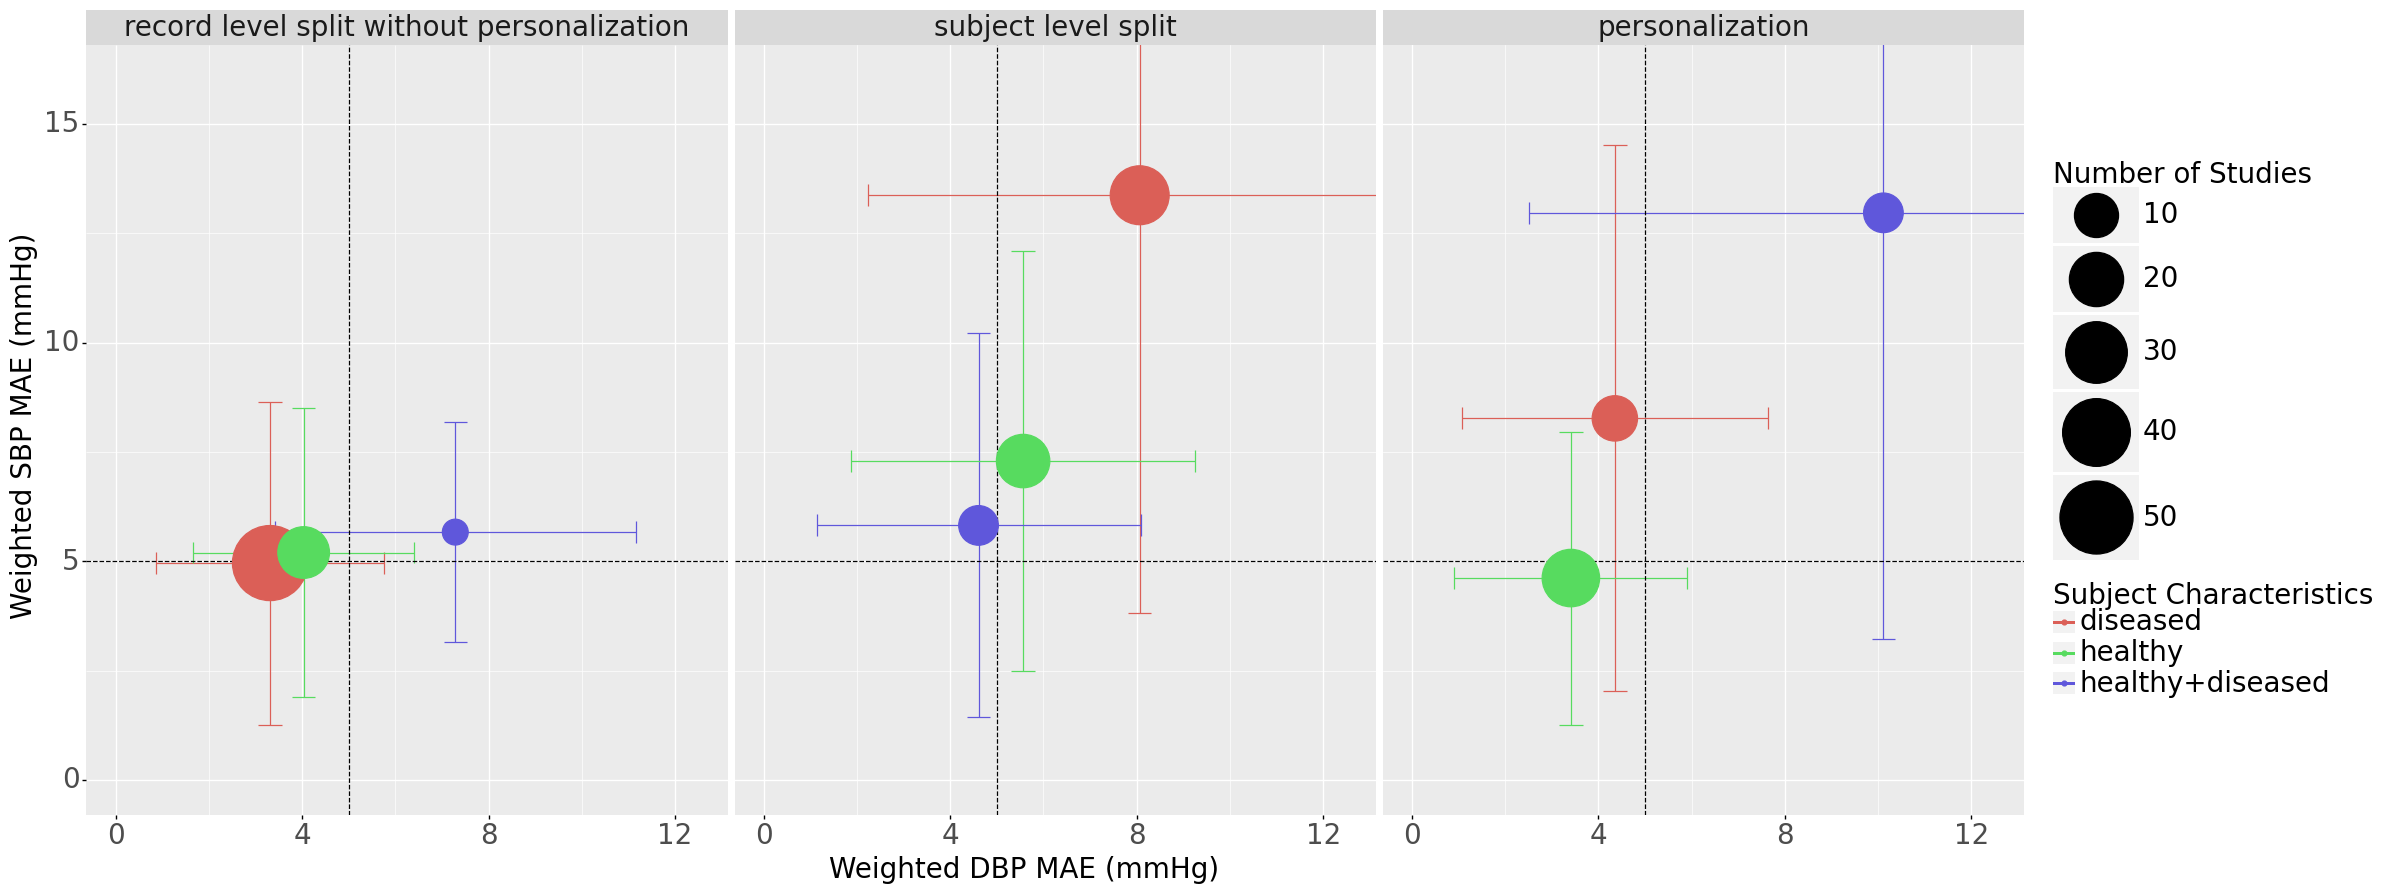 record level split without personalization
subject level split
personalization
Weighted SBP MAE (mmHg)
15
10
5
0
0 4 8 12
0 4 8 12
0 4 8 12
Weighted DBP MAE (mmHg)
Number of Studies
10
20
30
40
50
Subject Characteristics
diseased
healthy
healthy+diseased